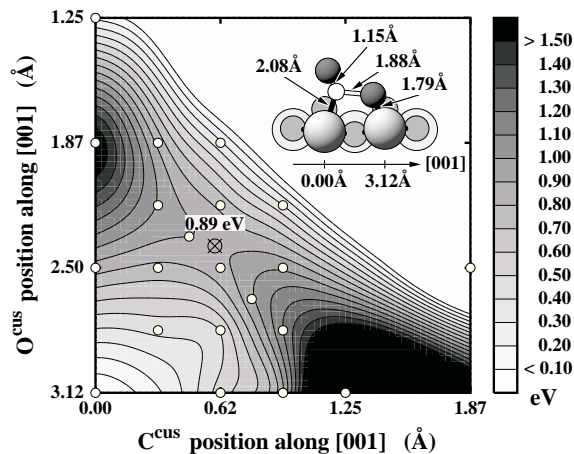 1.25
1.87
2.50
3.12
O^cus position along [001] (Å)
0.00
0.62
1.25
1.87
C^cus position along [001] (Å)
0.89 eV
1.15Å
1.88Å
2.08Å
1.79Å
[001]
0.00Å
3.12Å
> 1.50
1.40
1.30
1.20
1.10
1.00
0.90
0.80
0.70
0.60
0.50
0.40
0.30
0.20
< 0.10
eV